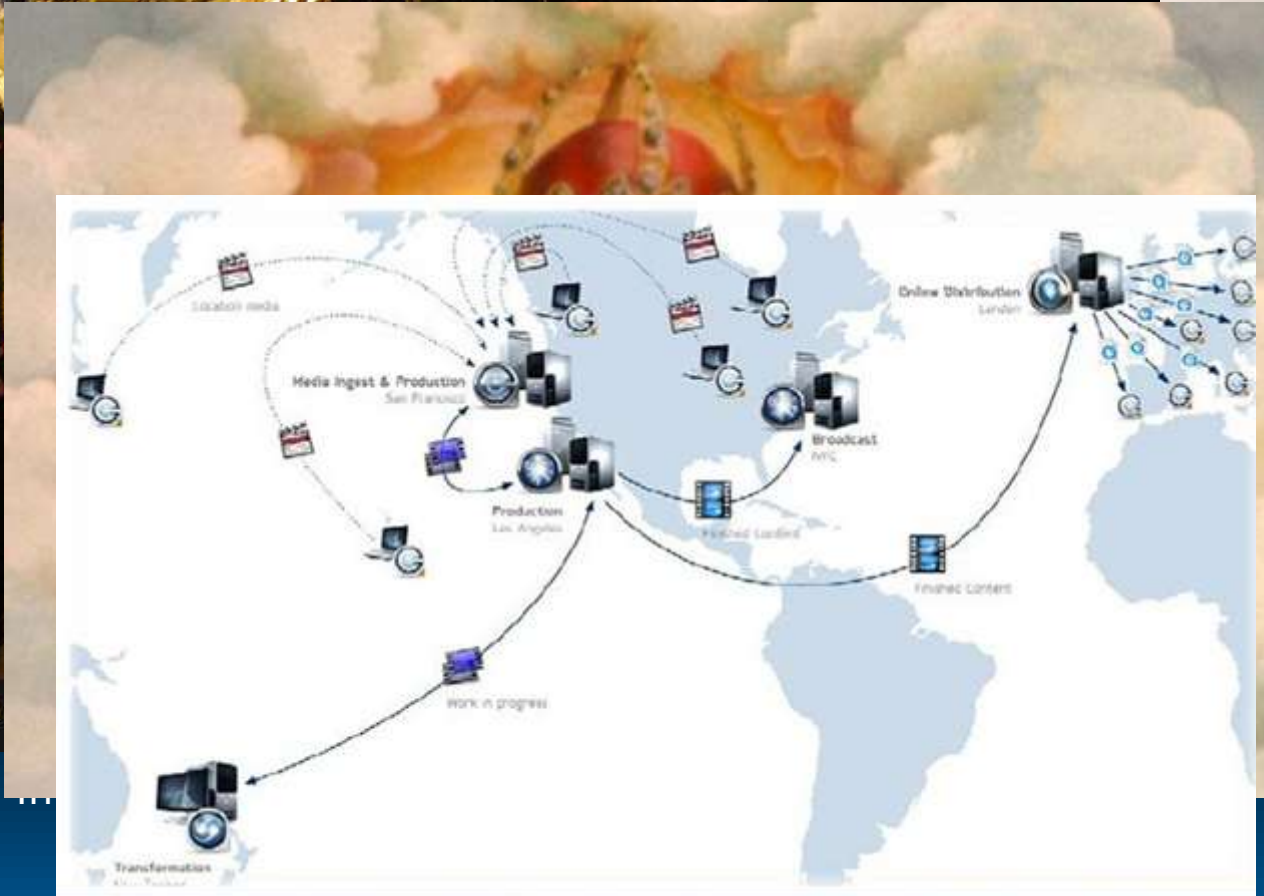 Location media
Media Ingest & Production
San Francisco
Online Distribution
London
Broadcast
NYC
Production
Los Angeles
Finished Content
Finished Content
Work in progress
Transformation